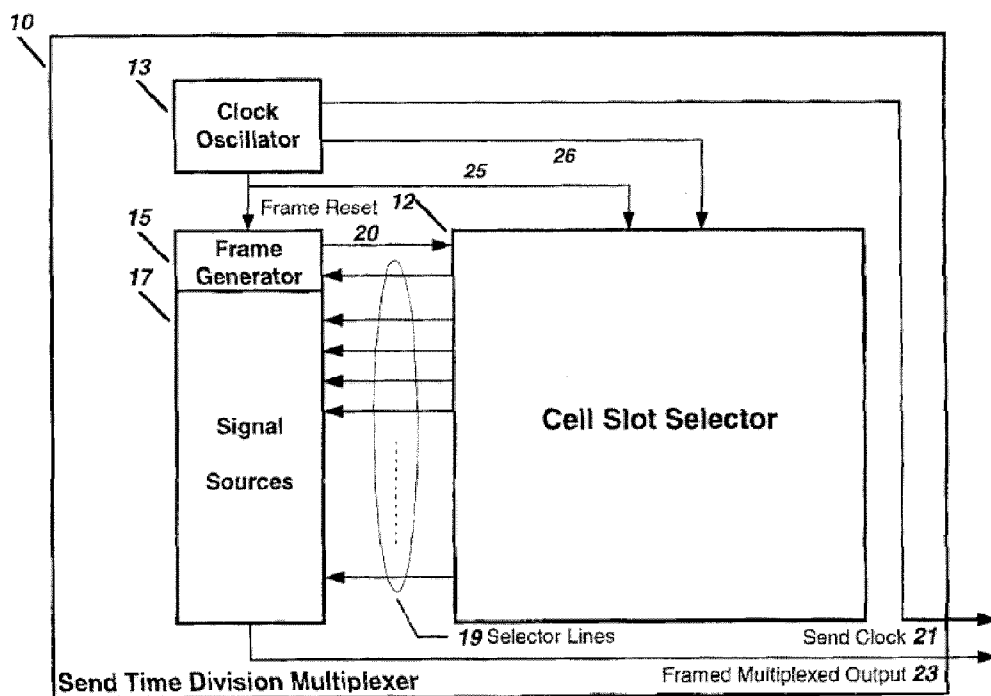 10
13
Clock
Oscillator
26
25
Frame Reset
12
15
20
Frame
Generator
17
Signal
Sources
Cell Slot Selector
19 Selector Lines
Send Clock 21
Framed Multiplexed Output 23
Send Time Division Multiplexer